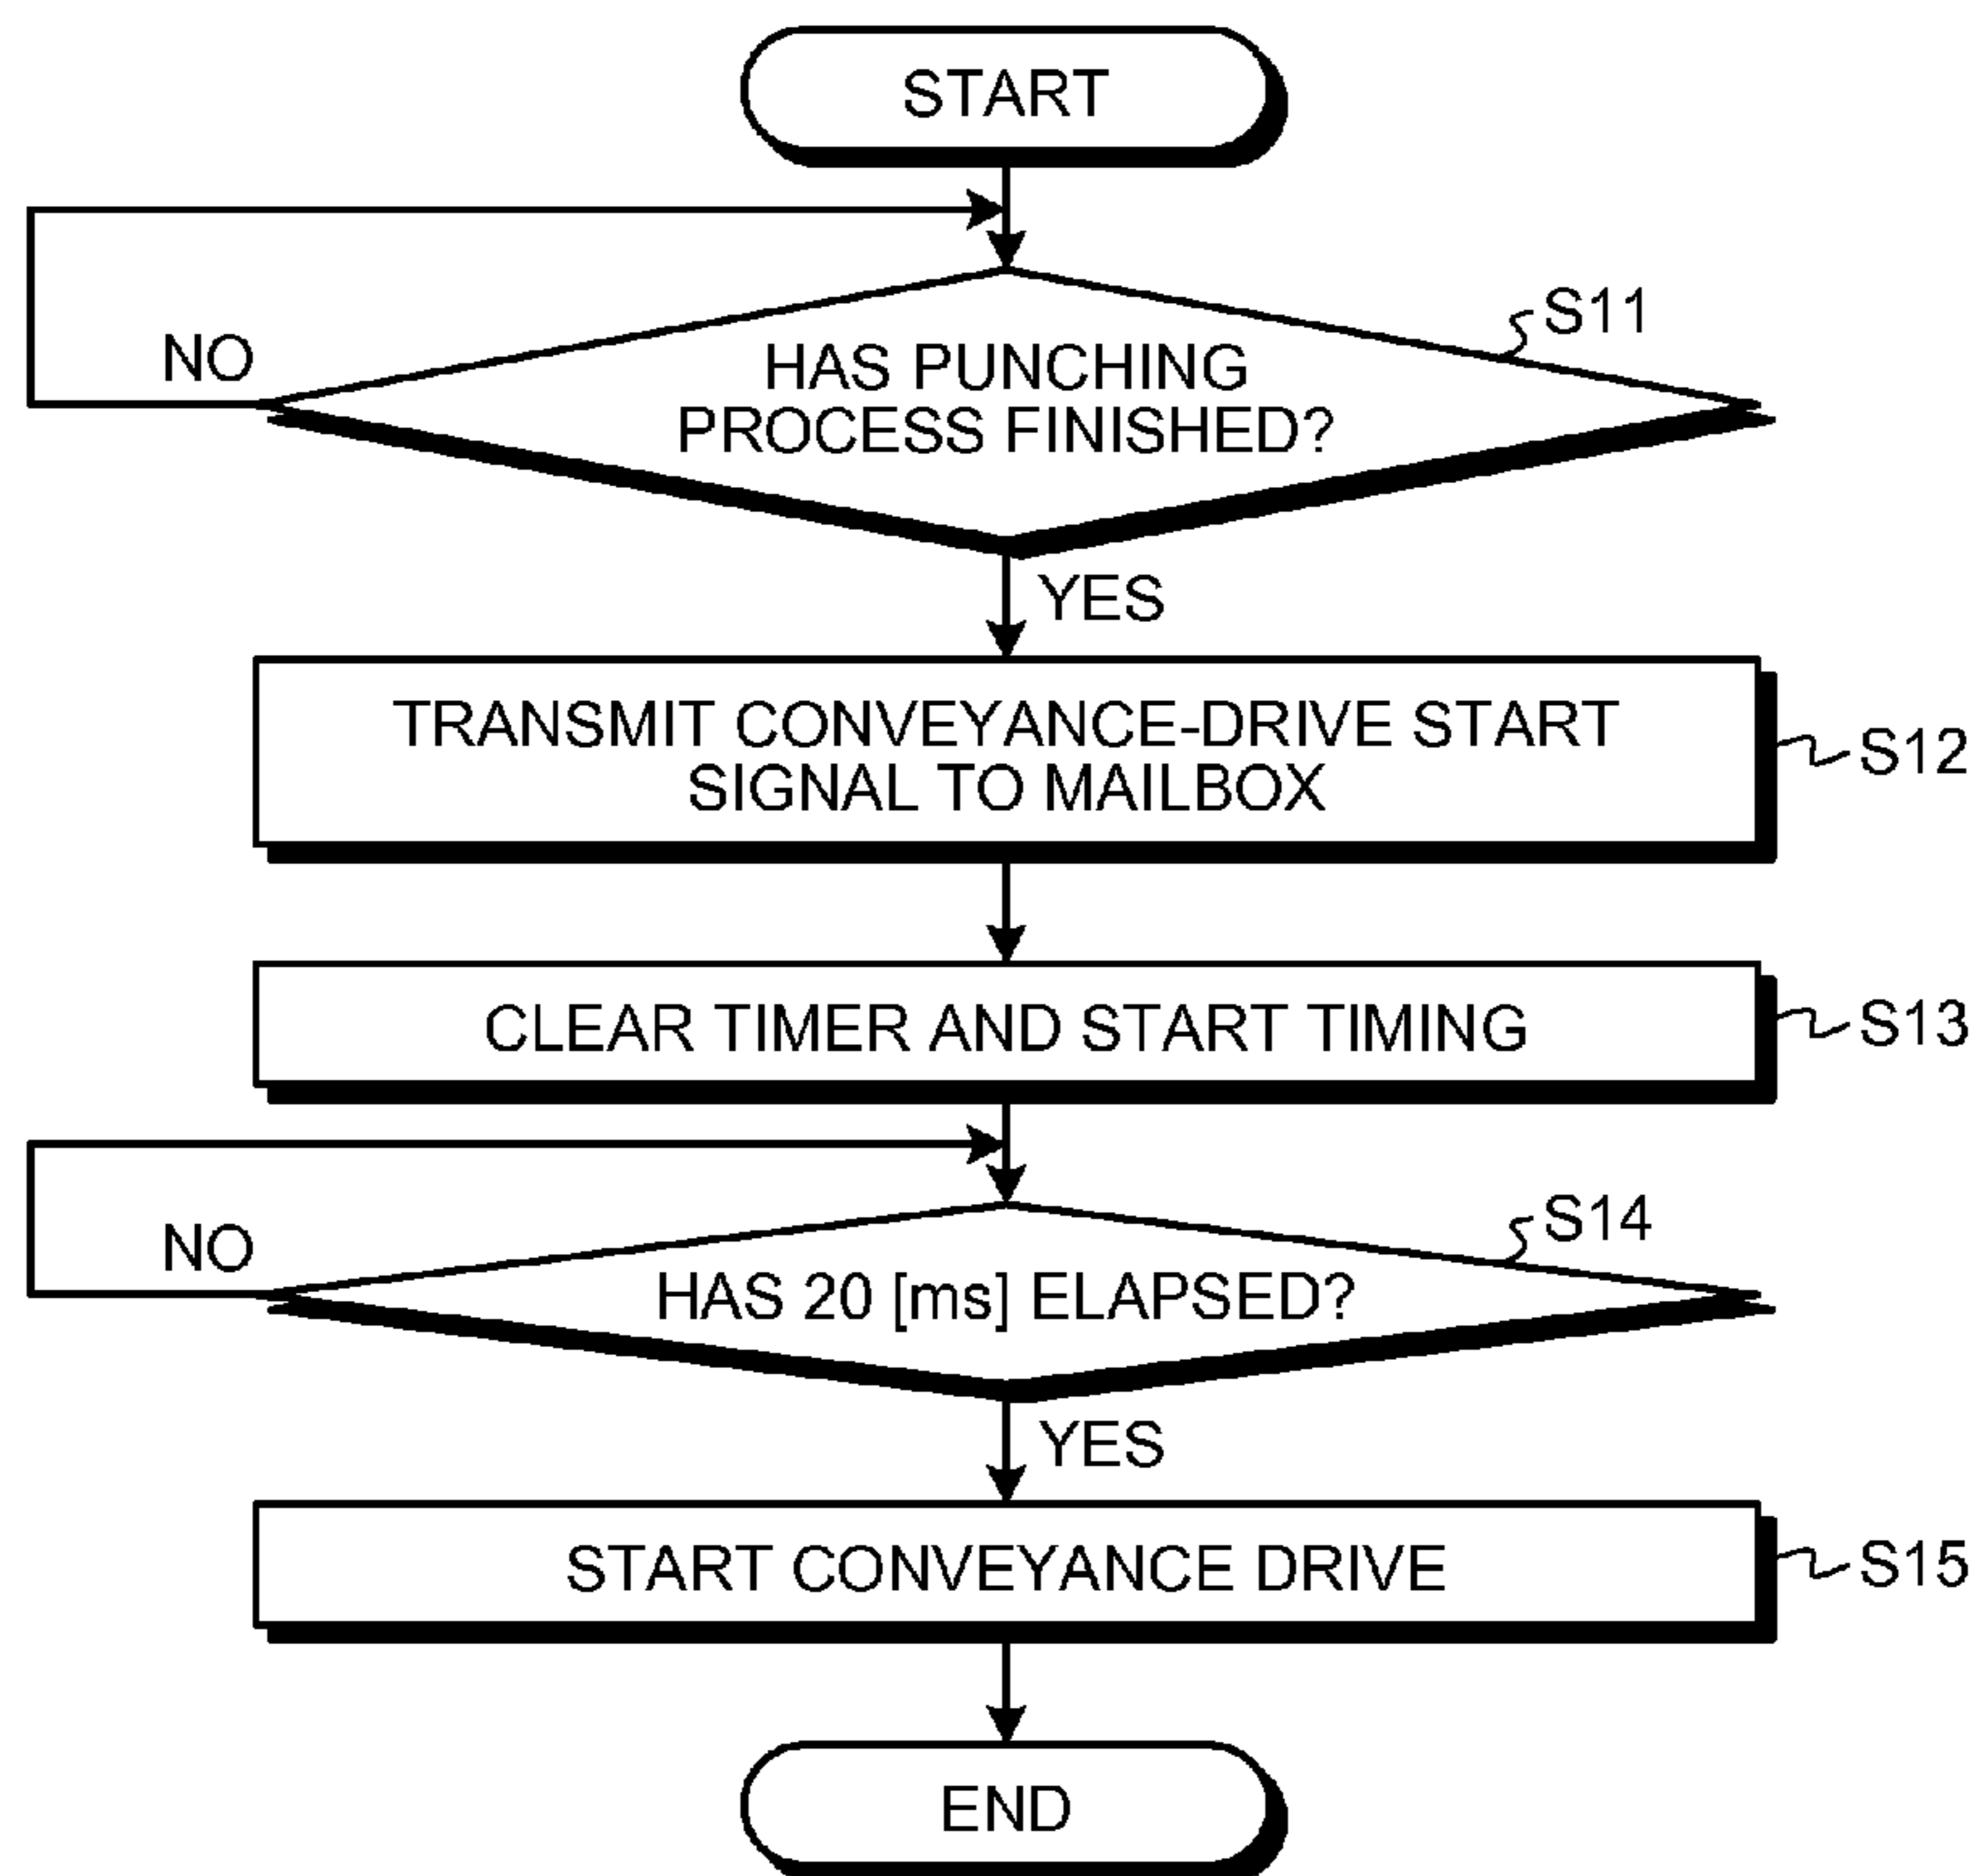 START
S11
NO
HAS PUNCHING
PROCESS FINISHED?
YES
TRANSMIT CONVEYANCE-DRIVE START
SIGNAL TO MAILBOX
S12
CLEAR TIMER AND START TIMING
S13
S14
NO
HAS 20 [ms] ELAPSED?
YES
START CONVEYANCE DRIVE
S15
END